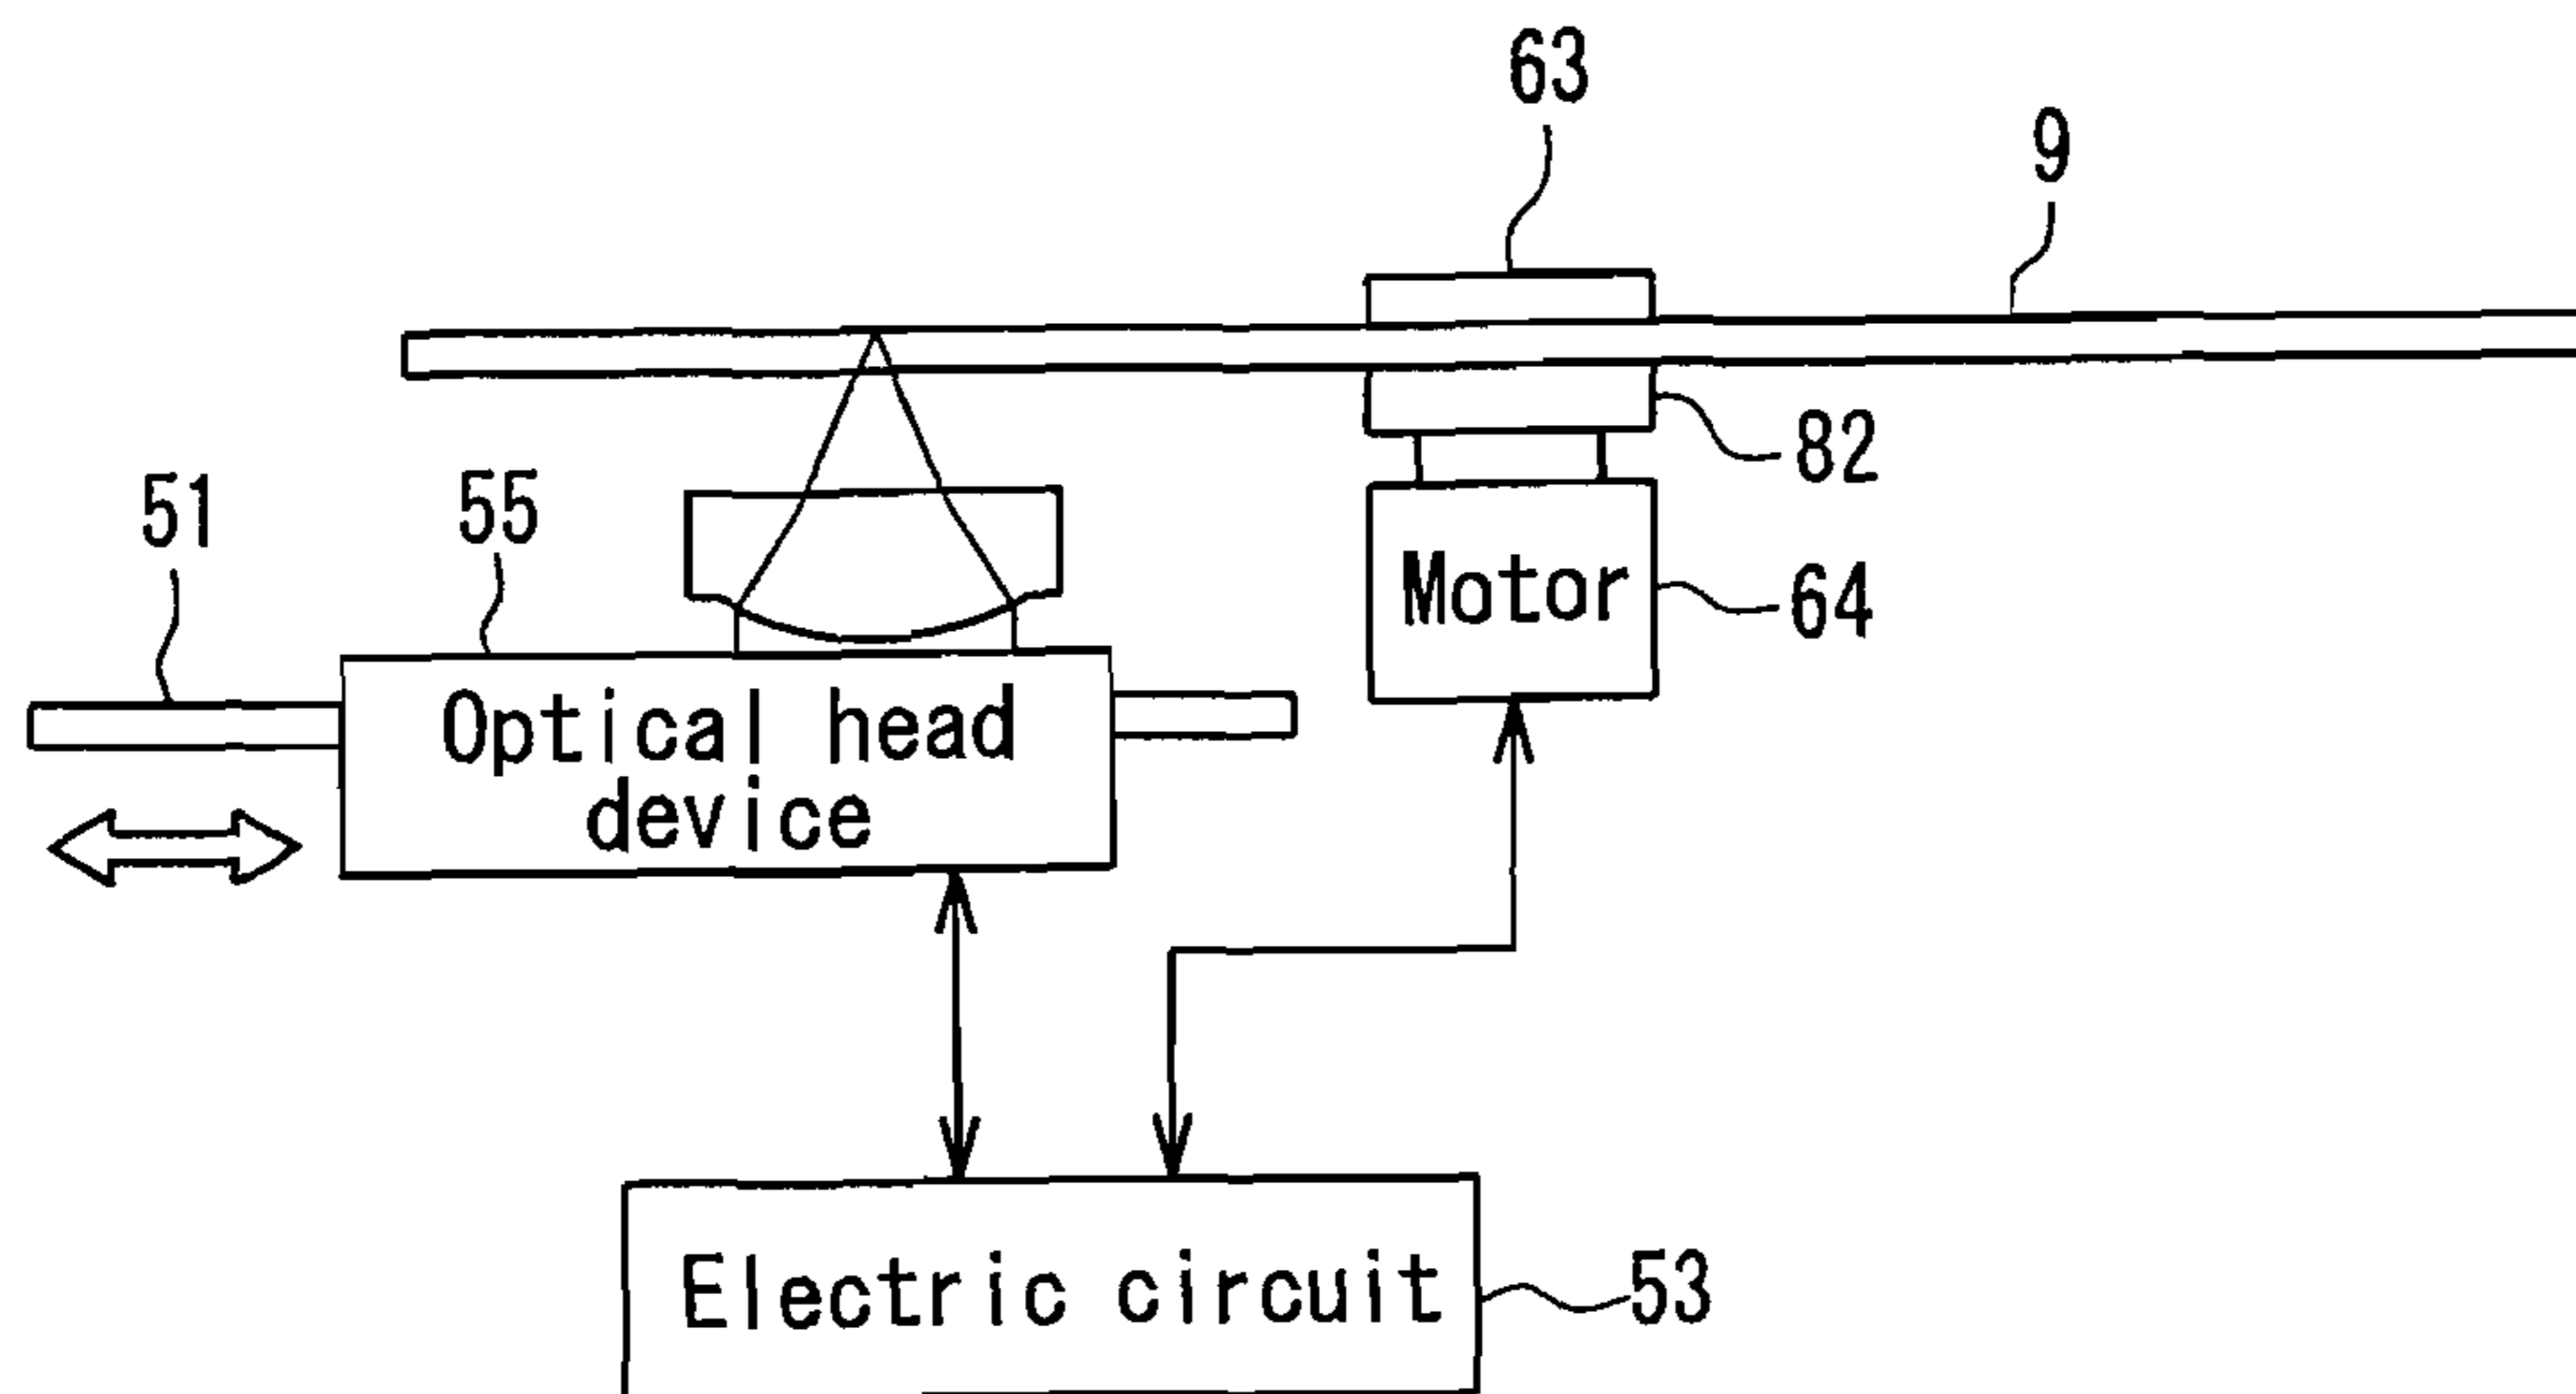 63
9
82
51
55
Motor
64
Optical head
device
Electric circuit
53